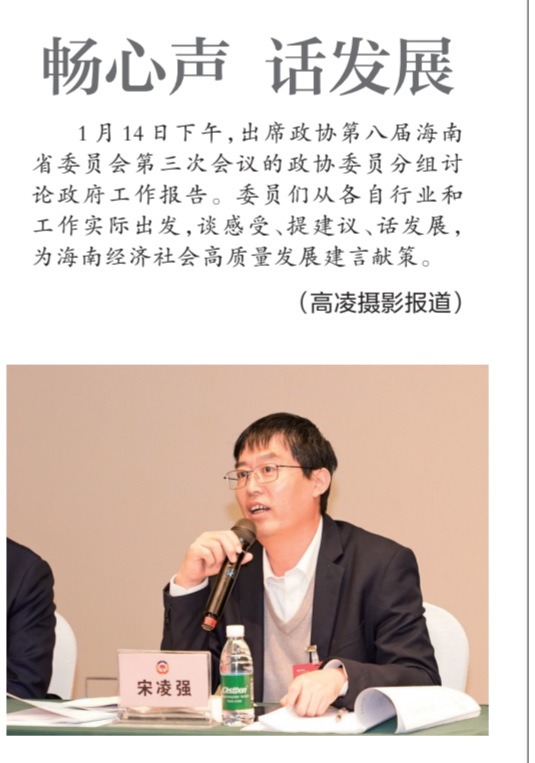 畅心声 话发展
1月14日下午,出席政协第八届海南
省委员会第三次会议的政协委员分组讨
论政府工作报告。委员们从各自行业和
工作实际出发,谈感受、提建议、话发展,
为海南经济社会高质量发展建言献策。
（高凌摄影报道）
宋凌强
C'estbon